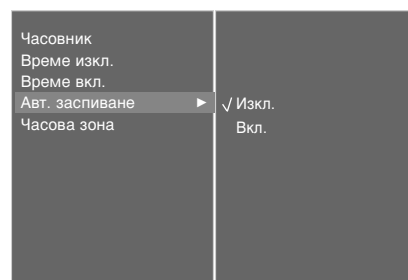 Часовник
Време изкл.
Време вкл.
Авт. заспиване ►
Часова зона
√ Изкл.
Вкл.